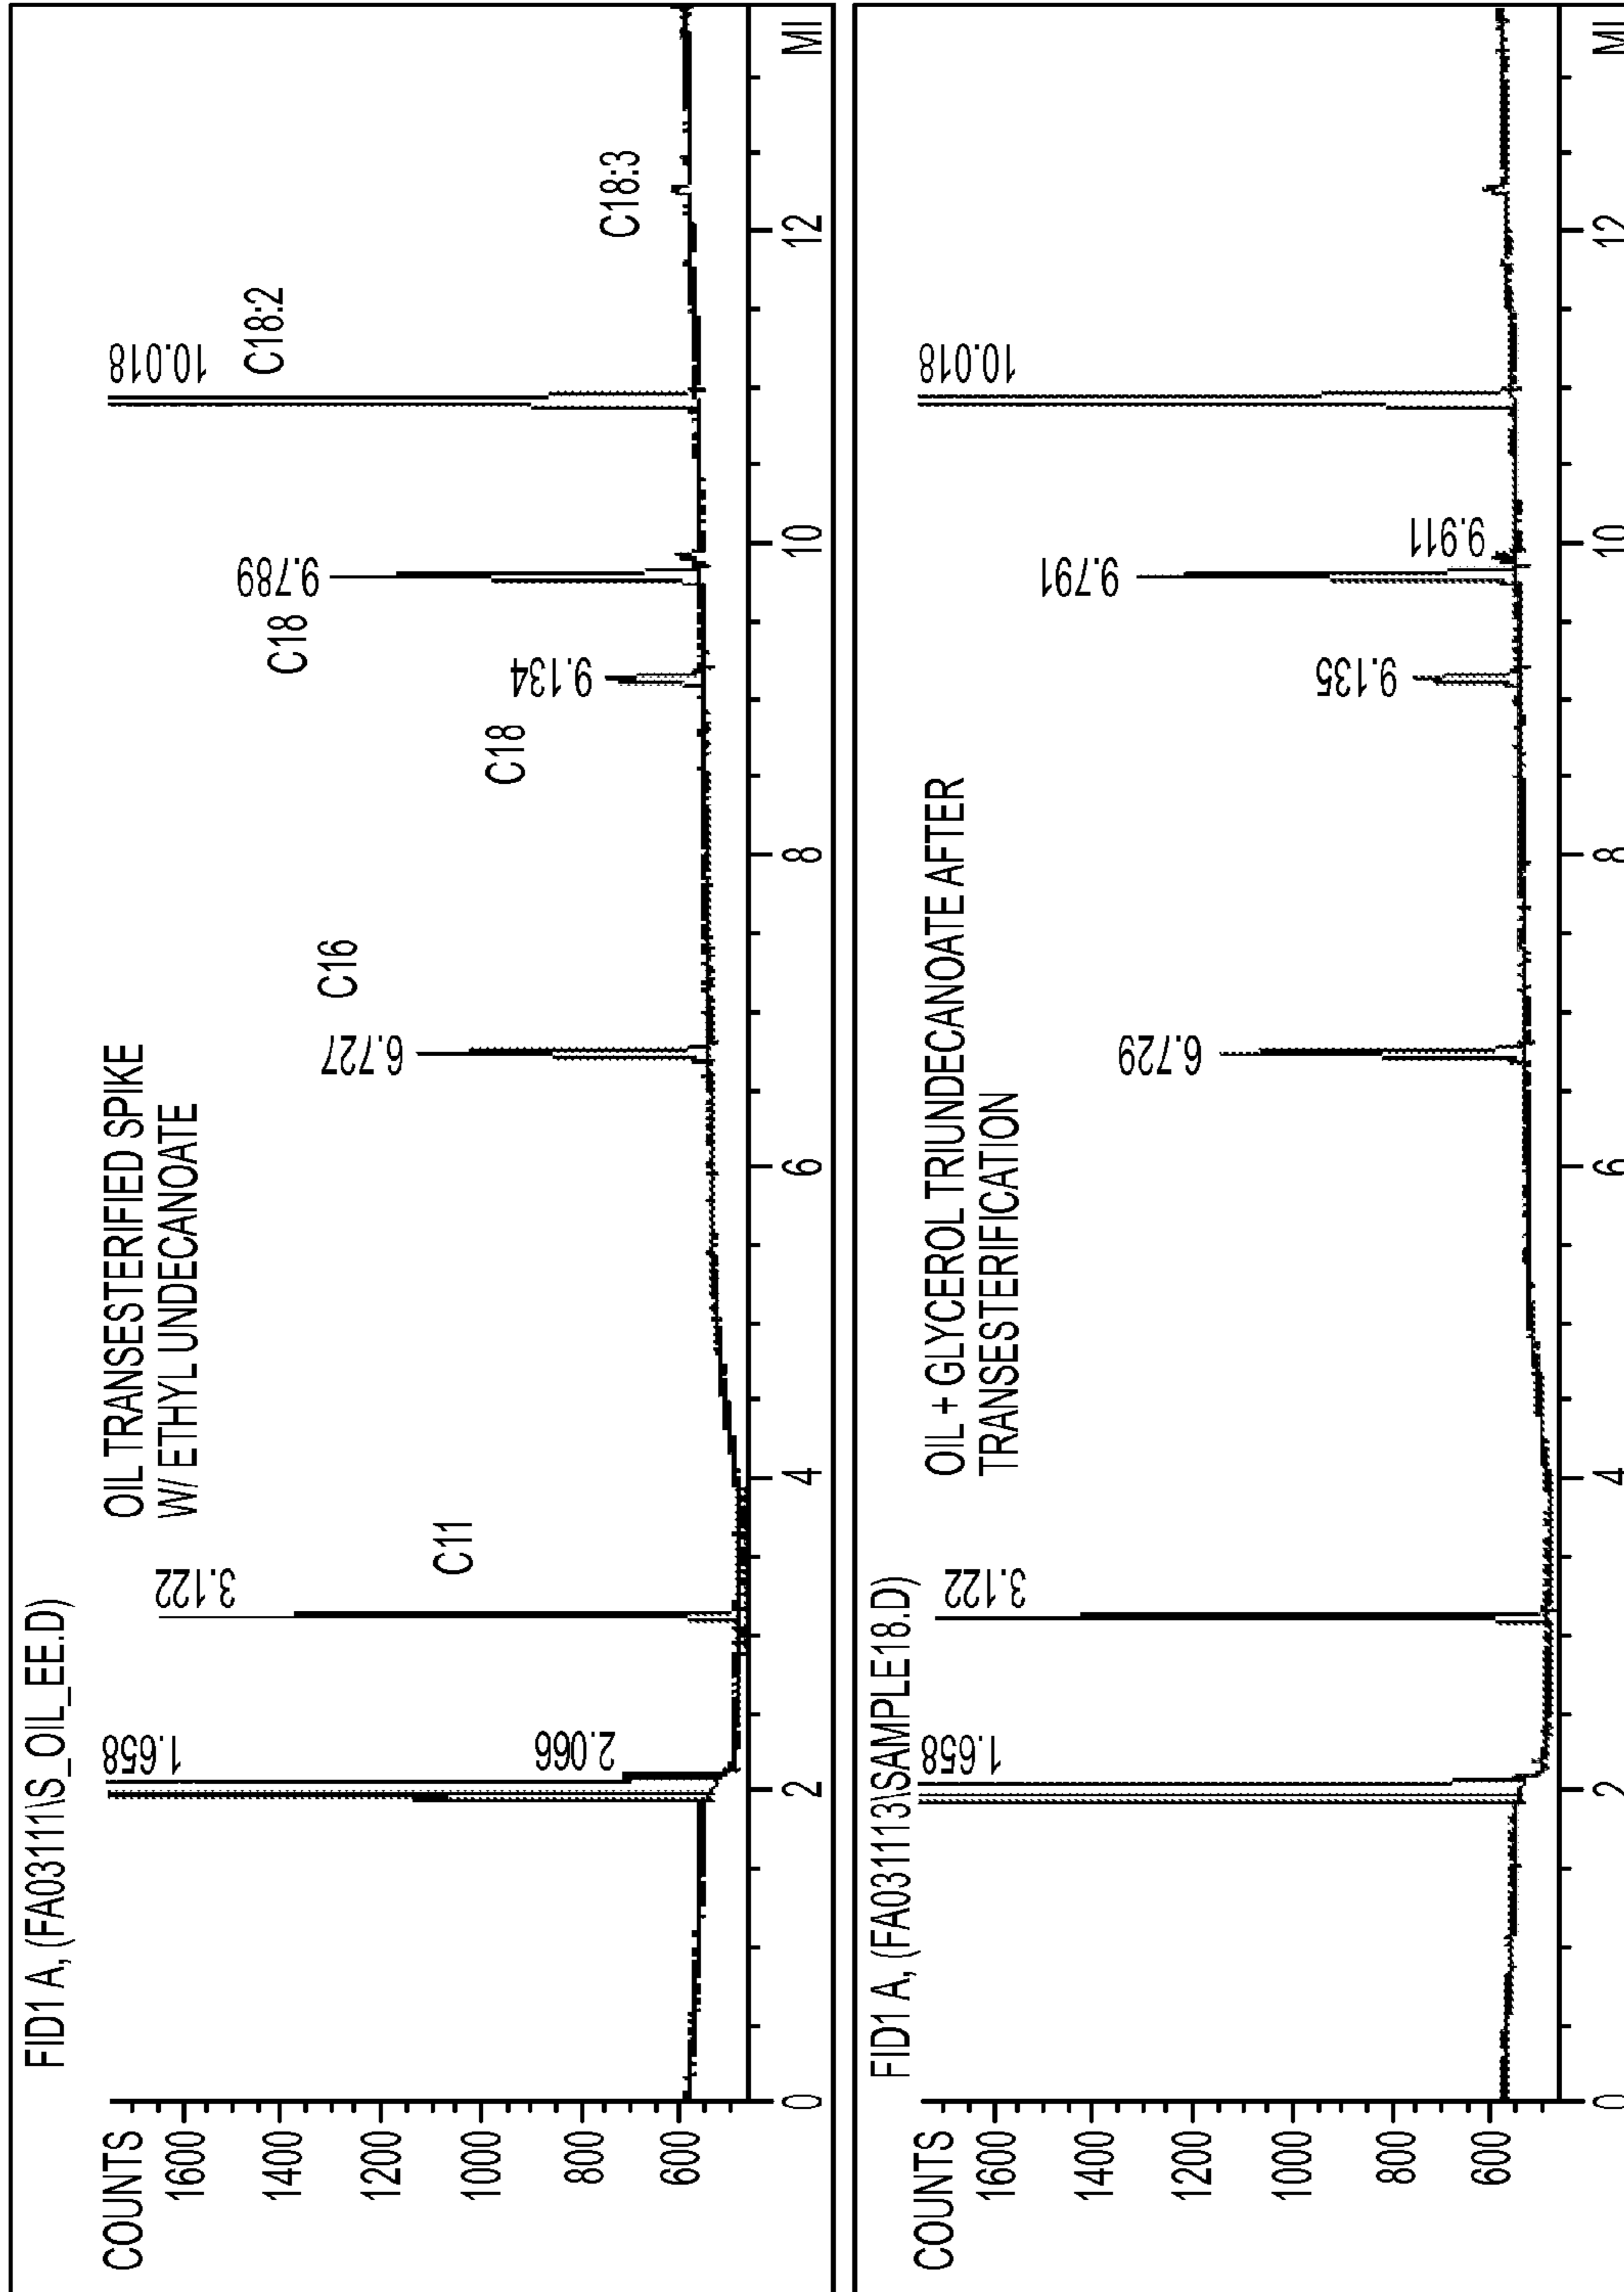 FID1 A, (FA03111\S_OIL_EE.D)
COUNTS
1600
1400
1200
1000
800
600
OIL TRANSESTERIFIED SPIKE
W/ ETHYL UNDECANOATE
1.658
2.066
3.122
C11
6.727
C16
9.134
C18
9.789
C18
10.018
C18:2
C18:3
0
2
4
6
8
10
12
MI
FID1 A, (FA031113\SAMPLE18.D)
COUNTS
1600
1400
1200
1000
800
600
OIL + GLYCEROL TRIUNDECANOATE AFTER
TRANSESTERIFICATION
1.658
3.122
6.729
9.135
9.791
9.911
10.018
0
2
4
6
8
10
12
MI